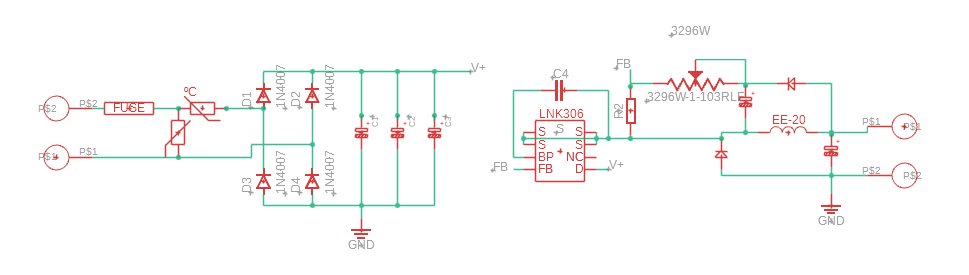 3296W
P$2
P$2
FUSE
ºC
D1
1N4007
D2
1N4007
V+
C1
C2
C3
P$1
P$1
D3
1N4007
D4
1N4007
GND
C4
LNK306
S
S
S
S
S
BP
NC
FB
D
FB
V+
FB
R2
3296W-1-103RLF
EE-20
P$1
P$1
P$2
P$2
GND